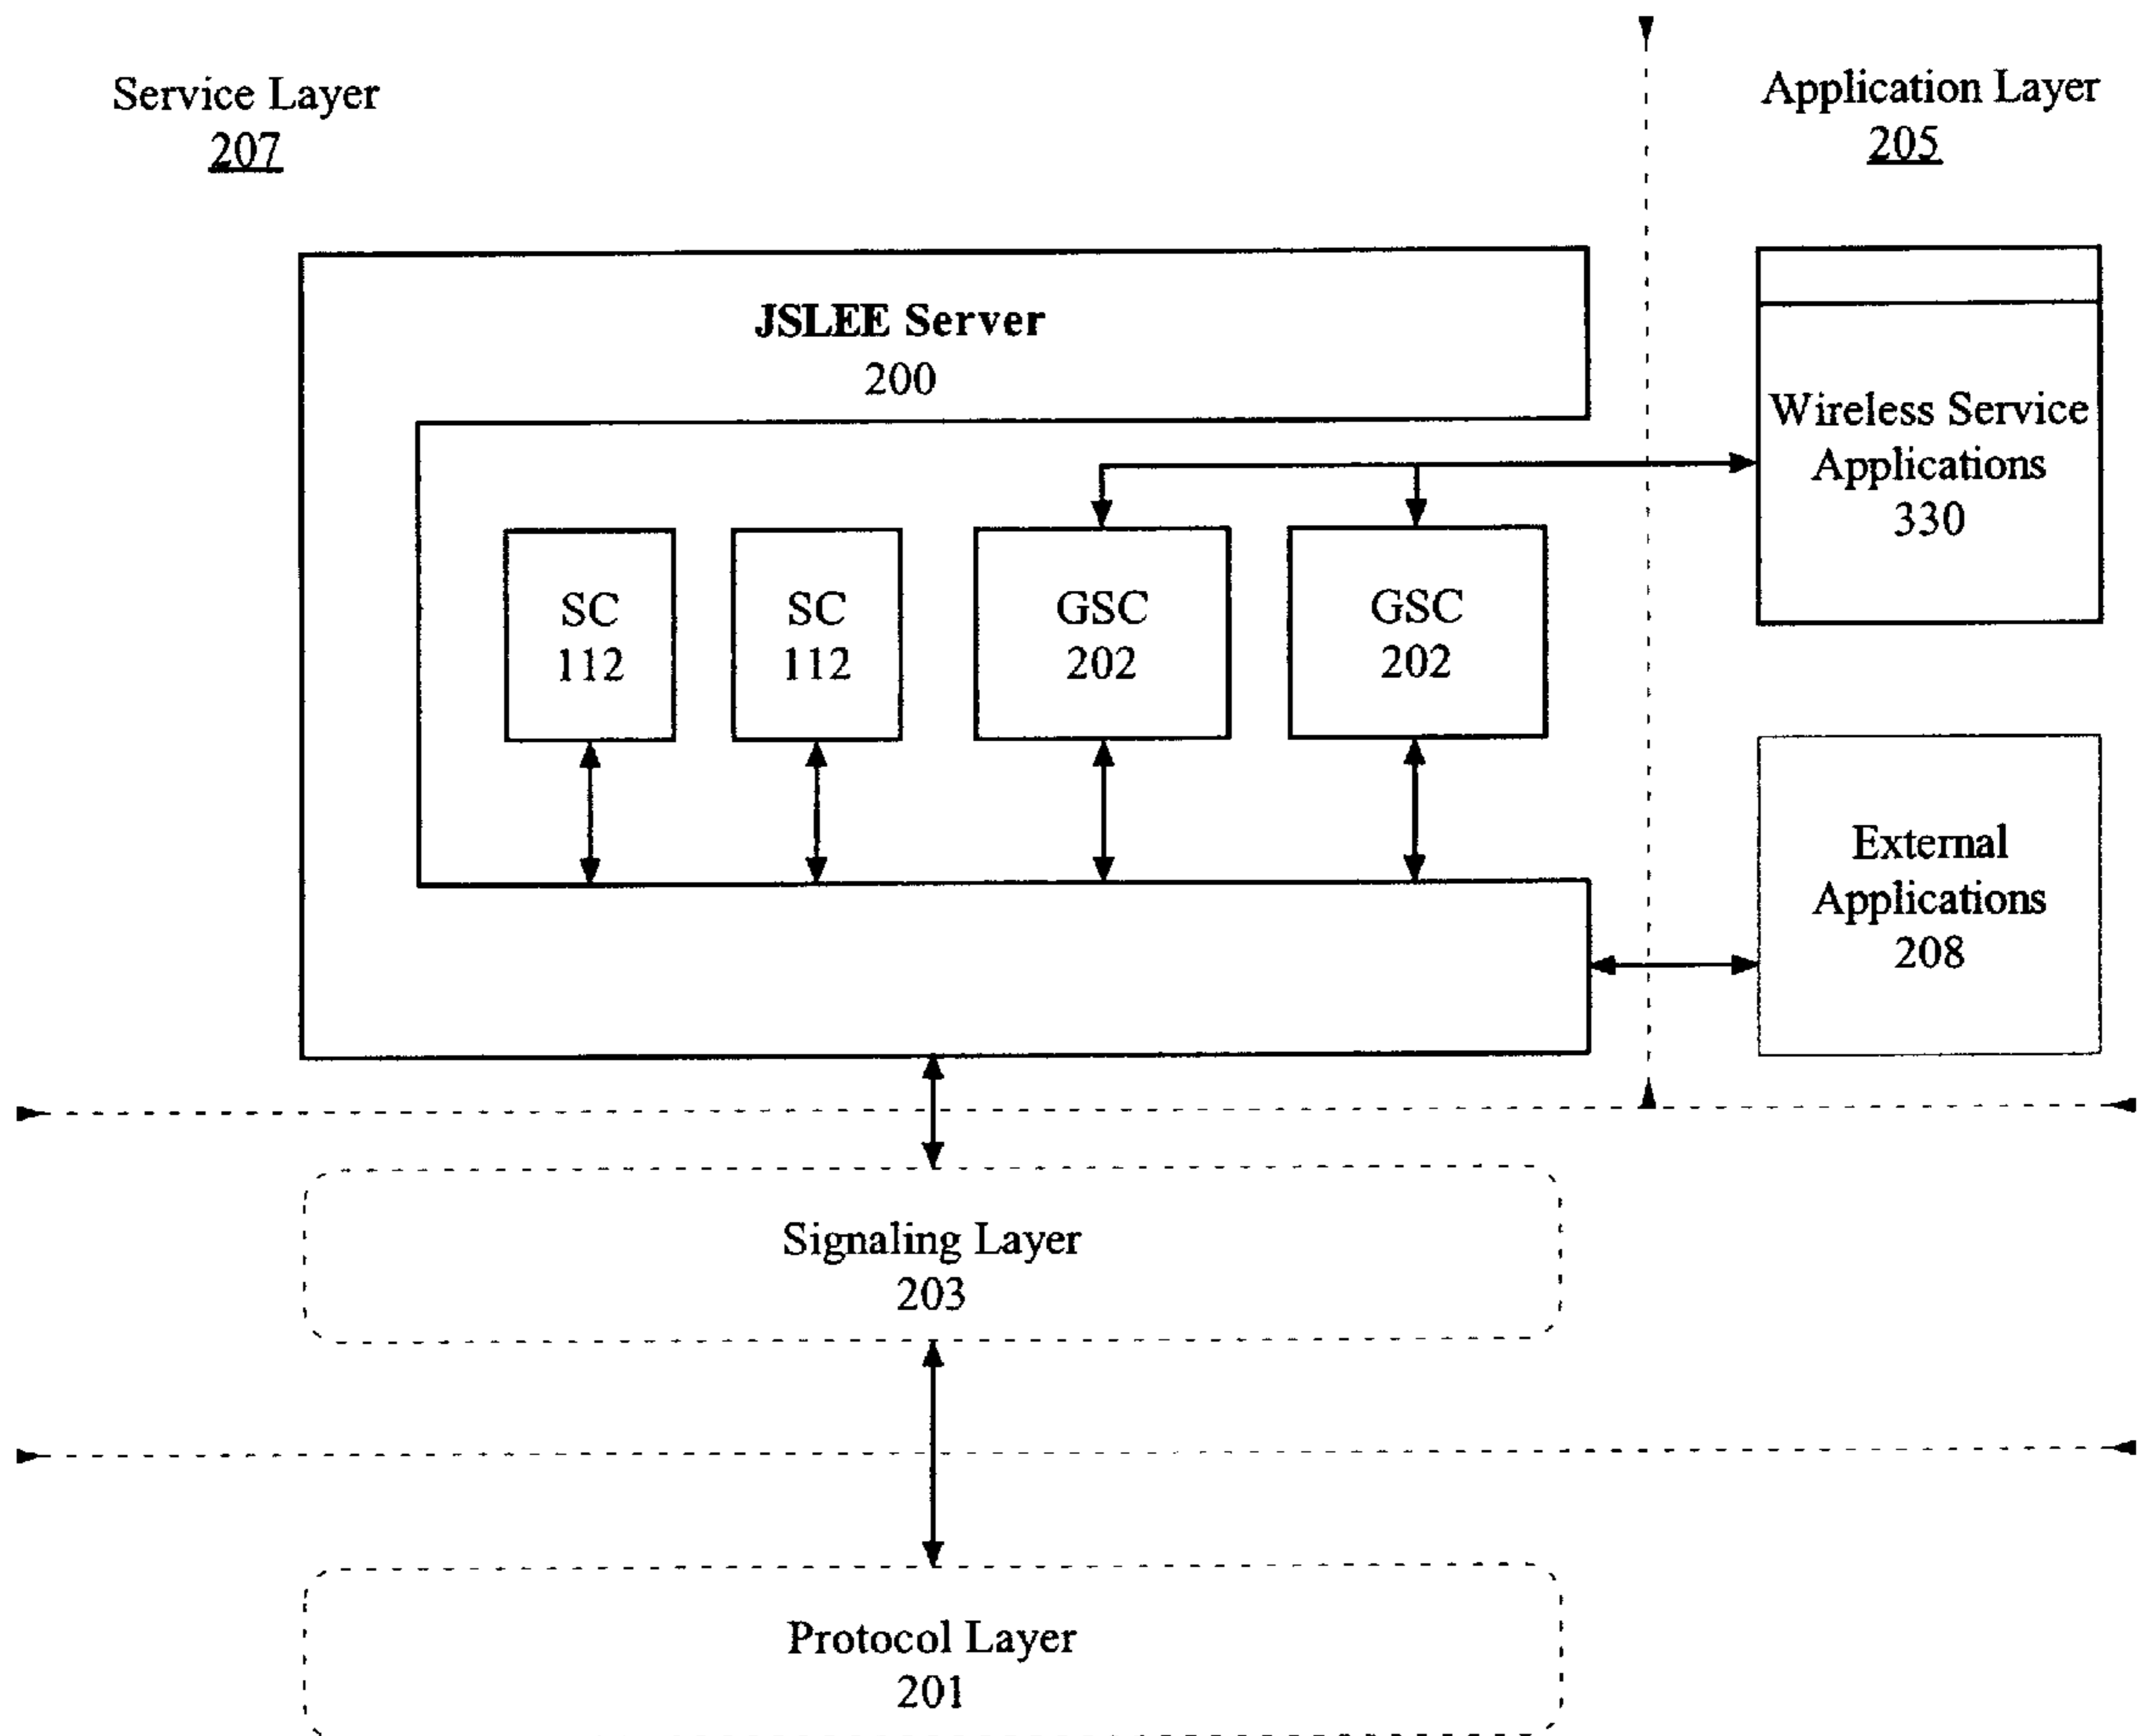 Service Layer
207
Application Layer
205
JSLEE Server
200
Wireless Service
Applications
330
SC
112
SC
112
GSC
202
GSC
202
External
Applications
208
Signaling Layer
203
Protocol Layer
201